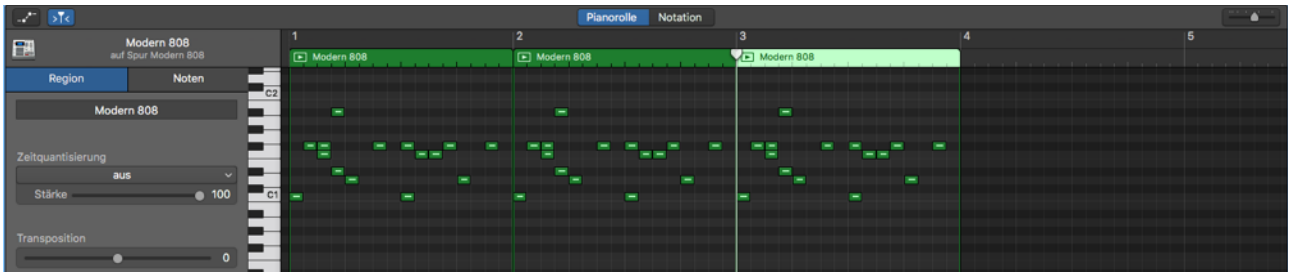 Pianorolle Notation
Modern 808
auf Spur Modern 808
1 2 3 4 5
Modern 808 Modern 808 Modern 808
Region Noten
C2
Modern 808
Zeitquantisierung
aus
Stärke 100
C1
Transposition
0